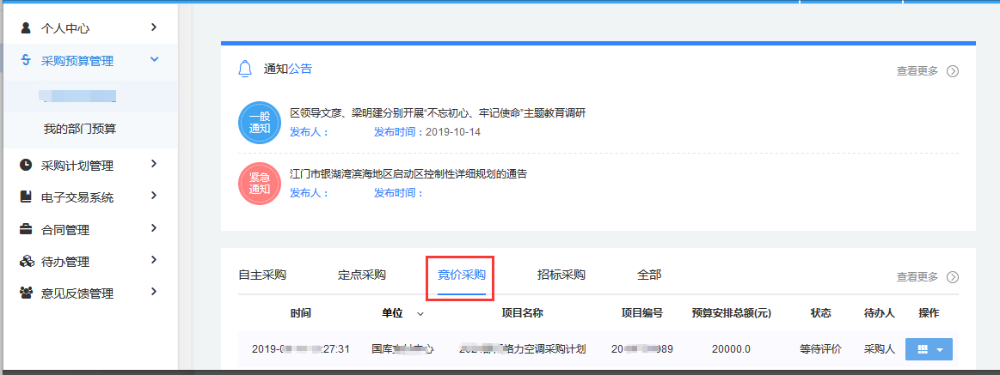 个人中心
采购预算管理
我的部门预算
采购计划管理
电子交易系统
合同管理
待办管理
意见反馈管理
通知公告
查看更多
一般
通知
区领导文彦、梁明建分别开展“不忘初心、牢记使命”主题教育调研
发布人： 发布时间：2019-10-14
紧急
通知
江门市银湖湾滨海地区启动区控制性详细规划的通告
发布人： 发布时间：
自主采购 定点采购 竞价采购 招标采购 全部 查看更多
时间 单位 项目名称 项目编号 预算安排总额(元) 状态 待办人 操作
2019-0 :27:31 国库 中心 格力空调采购计划 20 089 20000.0 等待评价 采购人